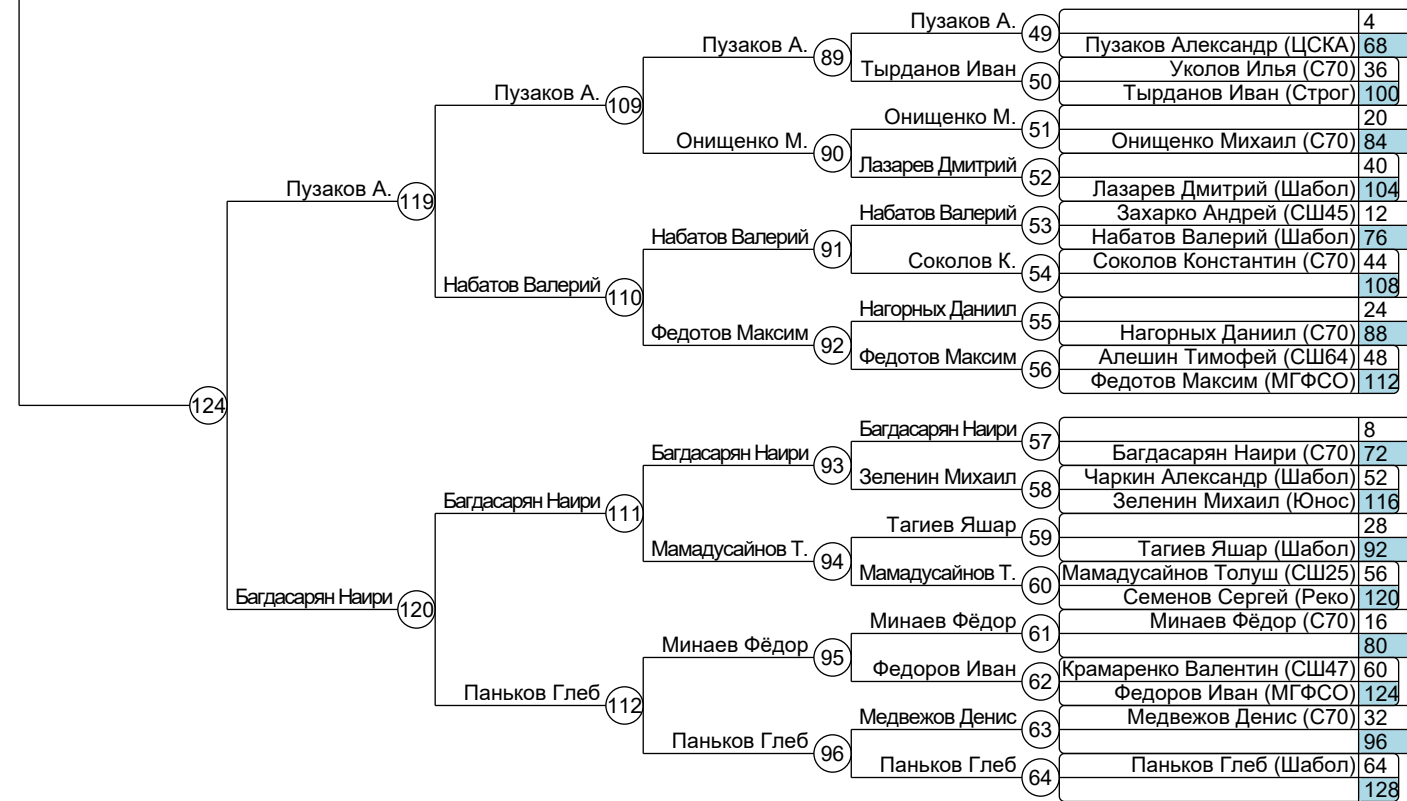 Пузаков А. 49 4
Пузаков А. 89 Пузаков Александр (ЦСКА) 68
Тырданов Иван 50 Уколов Илья (С70) 36
Пузаков А. 109 Тырданов Иван (Строг) 100
Онищенко М. 51 20
Онищенко М. 90 Онищенко Михаил (С70) 84
Лазарев Дмитрий 52 40
Пузаков А. 119 Лазарев Дмитрий (Шабол) 104
Набатов Валерий 53 Захарко Андрей (СШ45) 12
Набатов Валерий 91 Набатов Валерий (Шабол) 76
Соколов К. 54 Соколов Константин (С70) 44
Набатов Валерий 110 108
Нагорных Даниил 55 24
Федотов Максим 92 Нагорных Даниил (С70) 88
Федотов Максим 56 Алешин Тимофей (СШ64) 48
Федотов Максим (МГФСО) 112
124
Багдасарян Наири 57 8
Багдасарян Наири 93 Багдасарян Наири (С70) 72
Зеленин Михаил 58 Чаркин Александр (Шабол) 52
Багдасарян Наири 111 Зеленин Михаил (Юнос) 116
Тагиев Яшар 59 28
Мамадусайнов Т. 94 Тагиев Яшар (Шабол) 92
Мамадусайнов Т. 60 Мамадусайнов Толуш (СШ25) 56
Багдасарян Наири 120 Семенов Сергей (Реко) 120
Минаев Фёдор 61 Минаев Фёдор (С70) 16
Минаев Фёдор 95 80
Федоров Иван 62 Крамаренко Валентин (СШ47) 60
Паньков Глеб 112 Федоров Иван (МГФСО) 124
Медвежов Денис 63 Медвежов Денис (С70) 32
Паньков Глеб 96 96
Паньков Глеб 64 Паньков Глеб (Шабол) 64
128